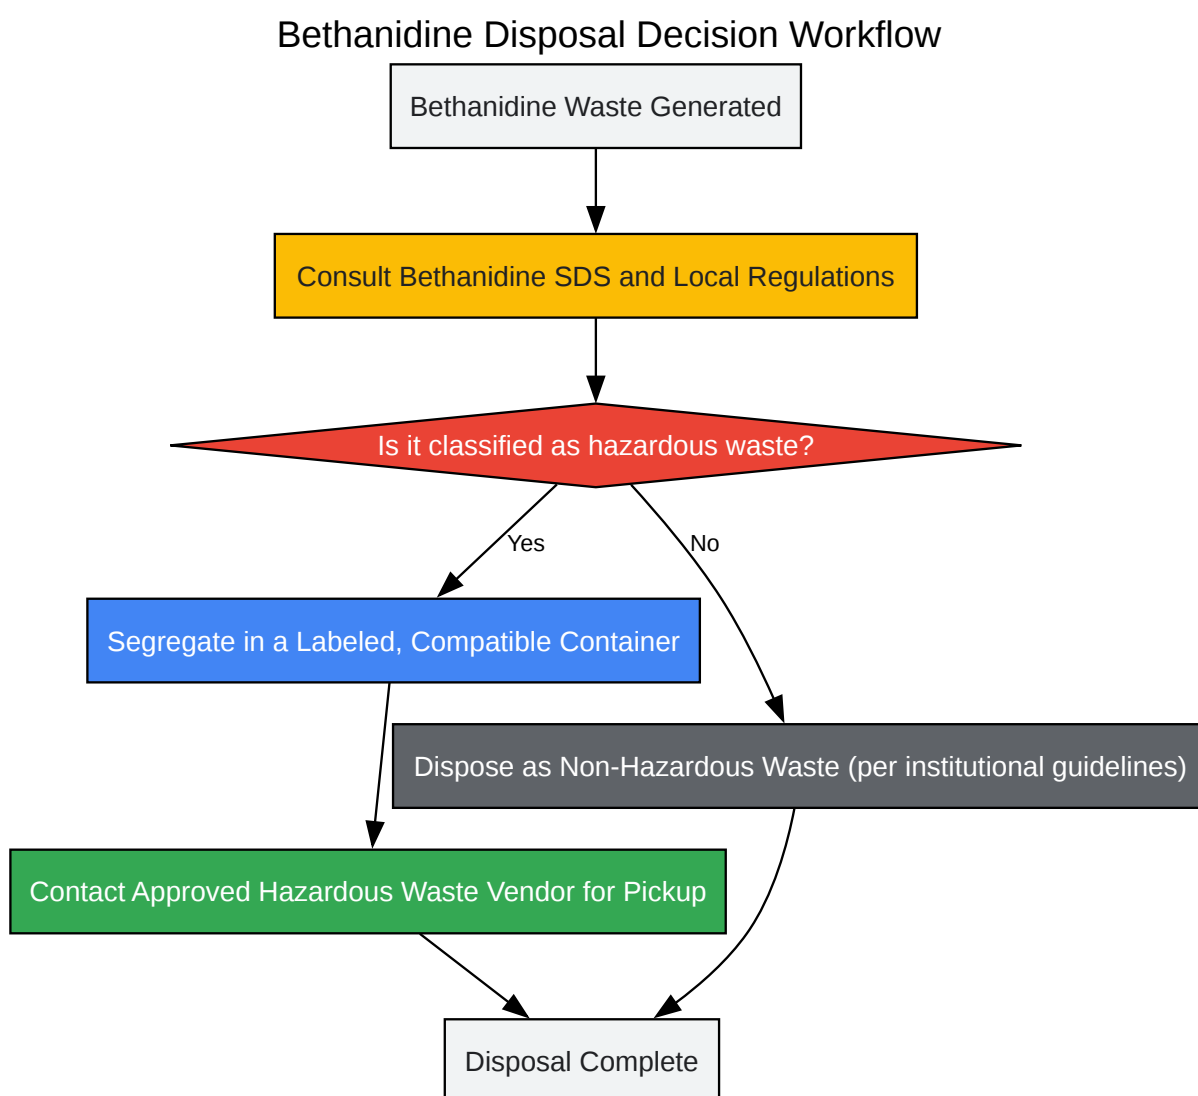 Bethanidine Disposal Decision Workflow
Bethanidine Waste Generated
Consult Bethanidine SDS and Local Regulations
Is it classified as hazardous waste?
Yes
No
Segregate in a Labeled, Compatible Container
Dispose as Non-Hazardous Waste (per institutional guidelines)
Contact Approved Hazardous Waste Vendor for Pickup
Disposal Complete